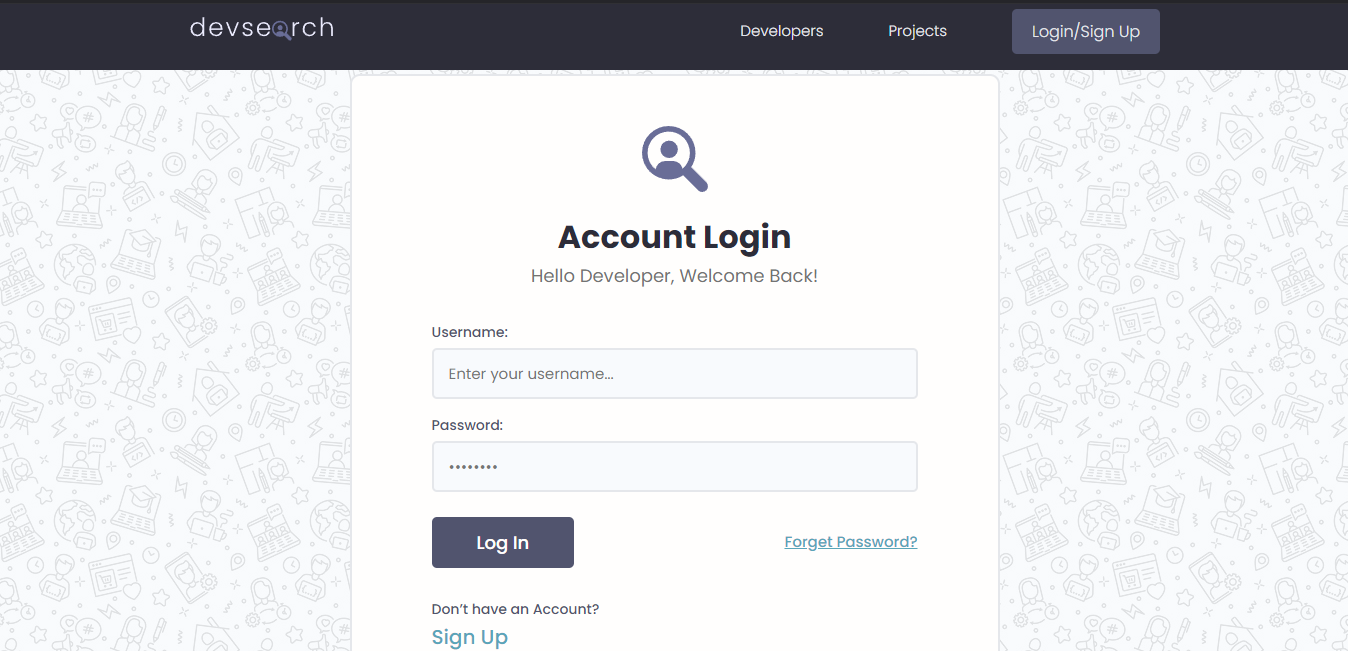 devsearch
Developers
Projects
Login/Sign Up
Account Login
Hello Developer, Welcome Back!
Username:
Enter your username...
Password:
••••••••
Log In
Forget Password?
Don’t have an Account?
Sign Up